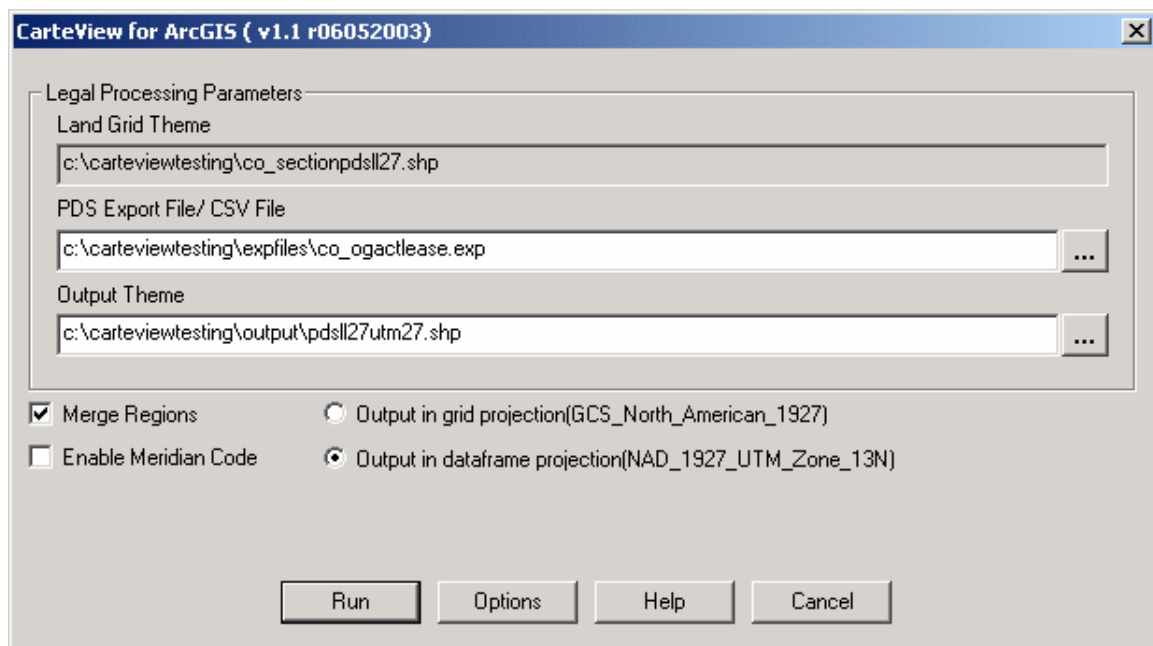 CarteView for ArcGIS ( v1.1 r06052003)
Legal Processing Parameters
Land Grid Theme
c:\carteviewtesting\co_sectionpdsll27.shp
PDS Export File/ CSV File
c:\carteviewtesting\expfiles\co_ogactlease.exp
...
Output Theme
c:\carteviewtesting\output\pdsll27utm27.shp
...
Merge Regions
Output in grid projection(GCS_North_American_1927)
Enable Meridian Code
Output in dataframe projection(NAD_1927_UTM_Zone_13N)
Run Options Help Cancel